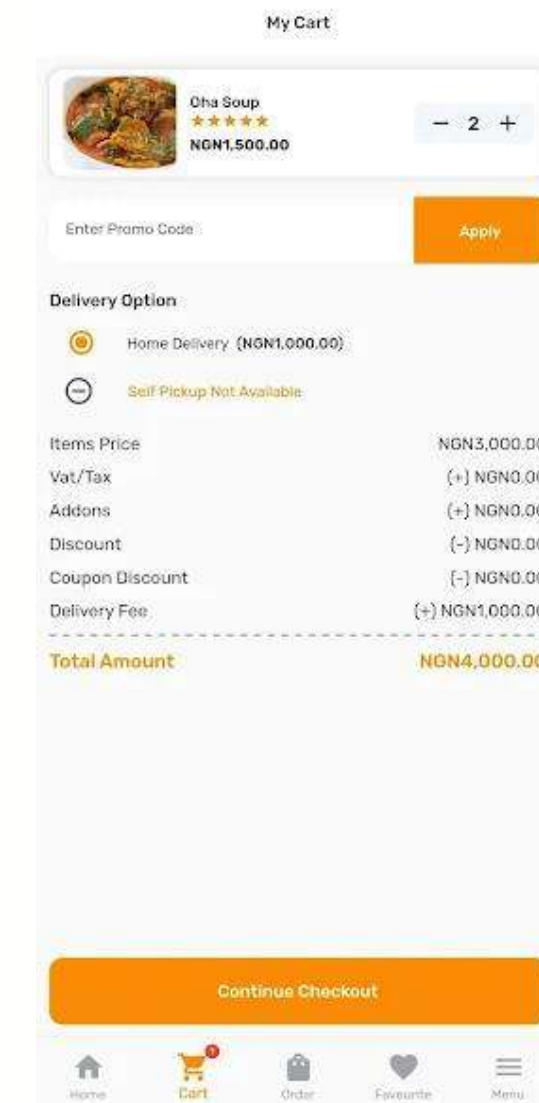 My Cart
Oha Soup
NGN1,500.00
− 2 +
Enter Promo Code
Apply
Delivery Option
Home Delivery (NGN1,000.00)
Self Pickup Not Available
Items Price NGN3,000.00
Vat/Tax (+) NGN0.00
Addons (+) NGN0.00
Discount (-) NGN0.00
Coupon Discount (-) NGN0.00
Delivery Fee (+) NGN1,000.00
Total Amount NGN4,000.00
Continue Checkout
1
Home Cart Order Favourite Menu